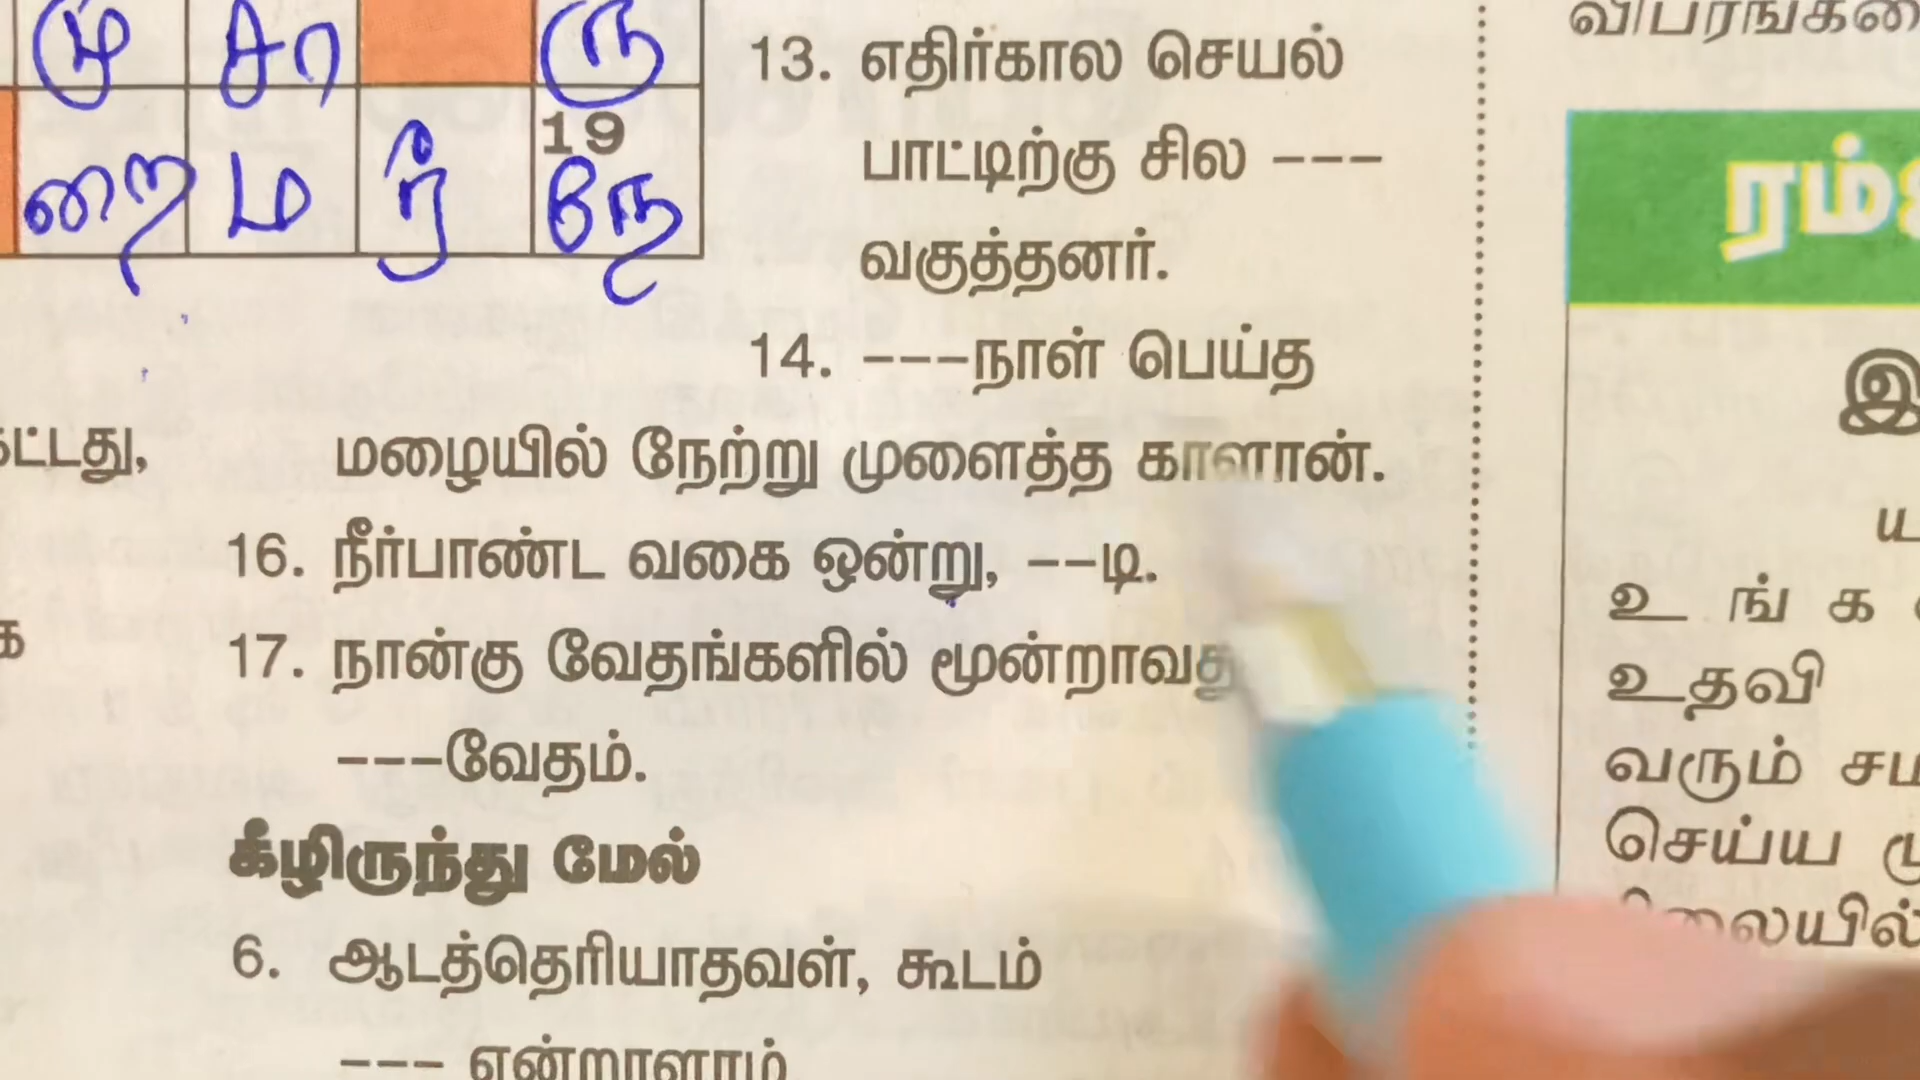 மு சா ரு
19
றை ம ர் நே
13. எதிர்கால செயல்
பாட்டிற்கு சில ---
வகுத்தனர்.
14. ---நாள் பெய்த
மழையில் நேற்று முளைத்த காளான்.
16. நீர்பாண்ட வகை ஒன்று, --டி.
17. நான்கு வேதங்களில் மூன்றாவது
---வேதம்.
கீழிருந்து மேல்
6. ஆடத்தெரியாதவள், கூடம்
--- என்றாளாம்
உங்க
உதவி
வரும்
செய்ய